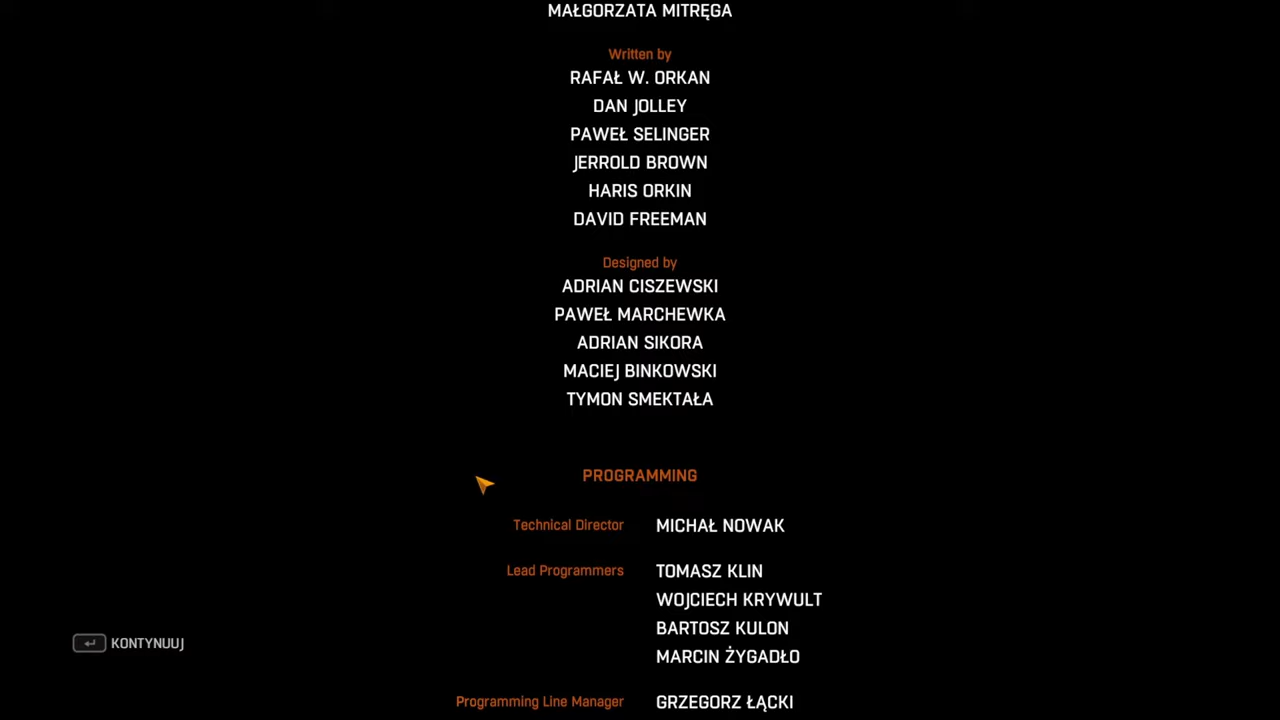 MAŁGORZATA MITRĘGA
Written by
RAFAŁ W. ORKAN
DAN JOLLEY
PAWEŁ SELINGER
JERROLD BROWN
HARIS ORKIN
DAVID FREEMAN
Designed by
ADRIAN CISZEWSKI
PAWEŁ MARCHEWKA
ADRIAN SIKORA
MACIEJ BINKOWSKI
TYMON SMEKTAŁA
PROGRAMMING
Technical Director MICHAŁ NOWAK
Lead Programmers TOMASZ KLIN
WOJCIECH KRYWULT
BARTOSZ KULON
KONTYNUUJ
MARCIN ŻYGADŁO
Programming Line Manager GRZEGORZ ŁĄCKI